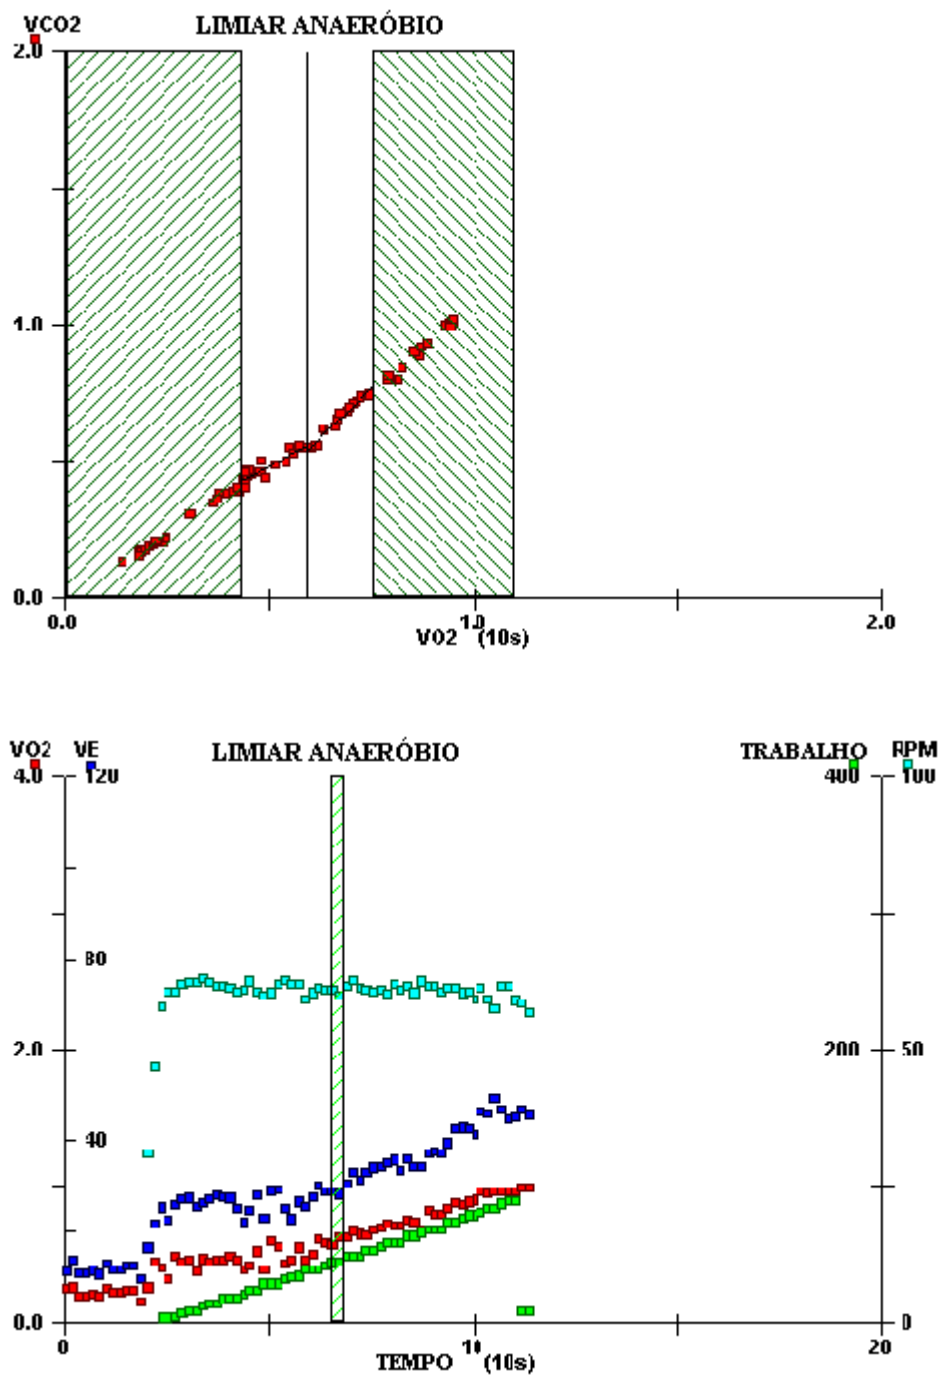 VCO2 LIMIAR ANAERÓBIO
2.0
1.0
0.0
0.0 1.0 2.0
VO2 (10s)
VO2 VE LIMIAR ANAERÓBIO TRABALHO RPM
4.0 120 400 100
80
2.0 200 50
40
0.0 0
0 10 20
TEMPO (10s)